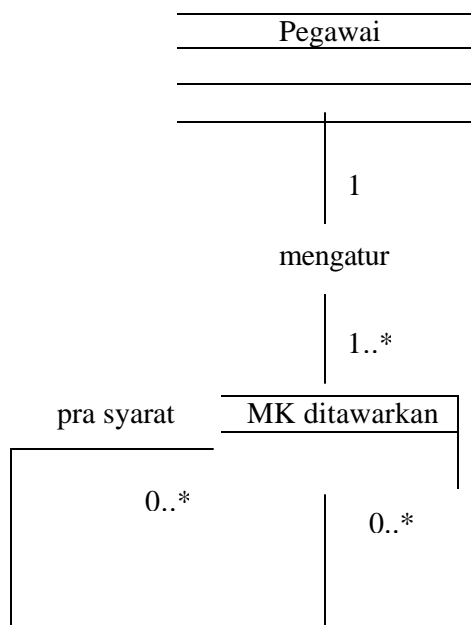 Pegawai
1
mengatur
1..*
pra syarat
MK ditawarkan
0..*
0..*